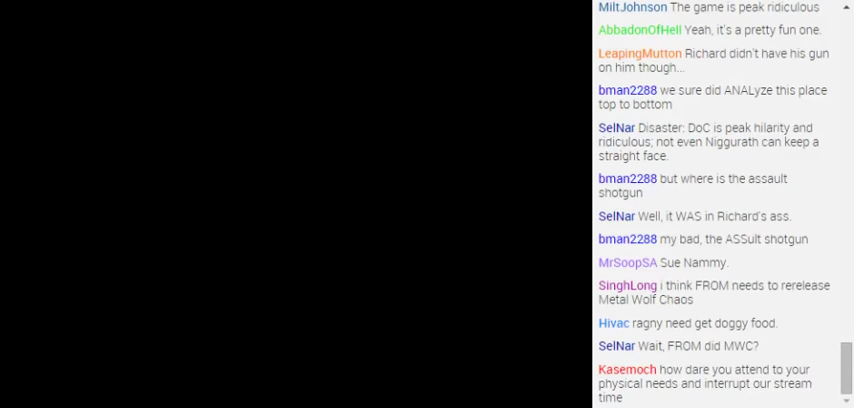 MiltJohnson The game is peak ridiculous
AbbadonOfHell Yeah, it's a pretty fun one.
LeapingMutton Richard didn't have his gun
on him though...
bman2288 we sure did ANALyze this place
top to bottom
SelNar Disaster: DoC is peak hilarity and
ridiculous; not even Niggurath can keep a
straight face.
bman2288 but where is the assault
shotgun
SelNar Well, it WAS in Richard's ass.
bman2288 my bad, the ASSult shotgun
MrSoopSA Sue Nammy.
SinghLong i think FROM needs to rerelease
Metal Wolf Chaos
Hivac ragny need get doggy food.
SelNar Wait, FROM did MWC?
Kasemoch how dare you attend to your
physical needs and interrupt our stream
time